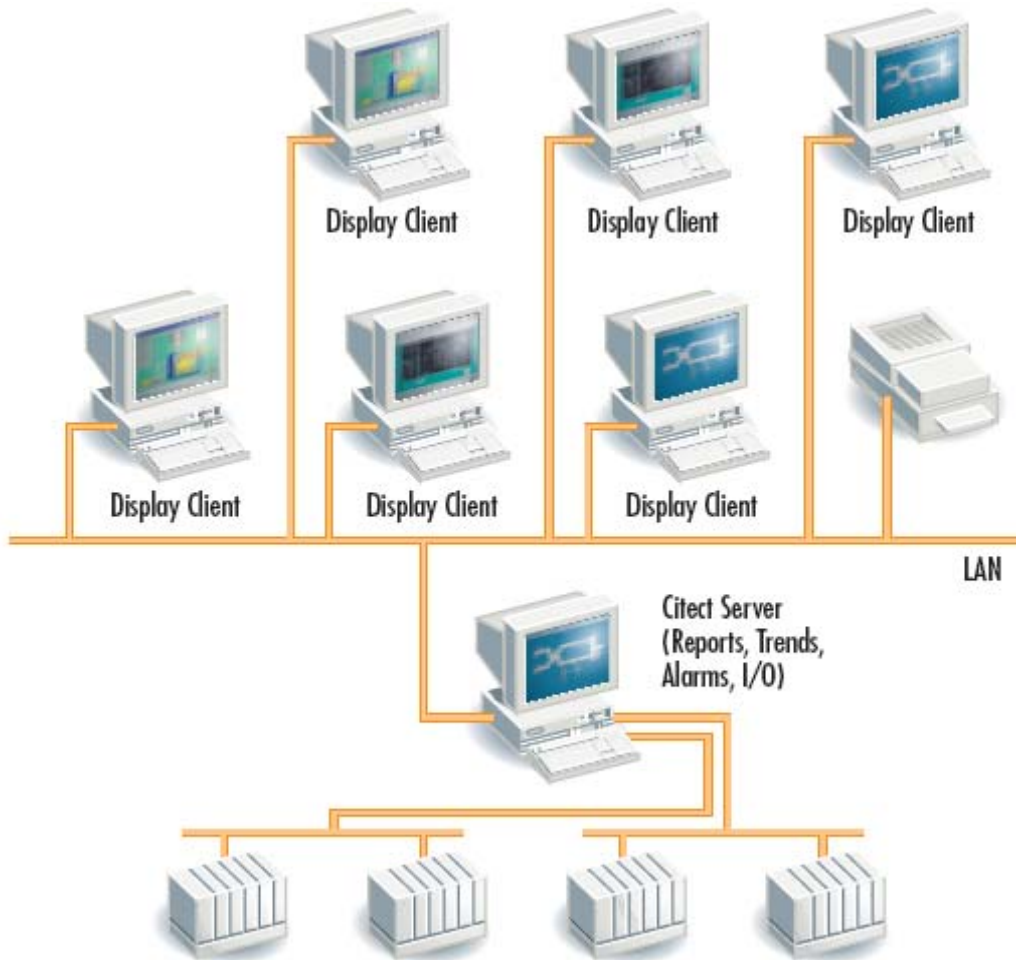 Display Client
Display Client
Display Client
Display Client
Display Client
Display Client
LAN
Citect Server
(Reports, Trends,
Alarms, I/O)